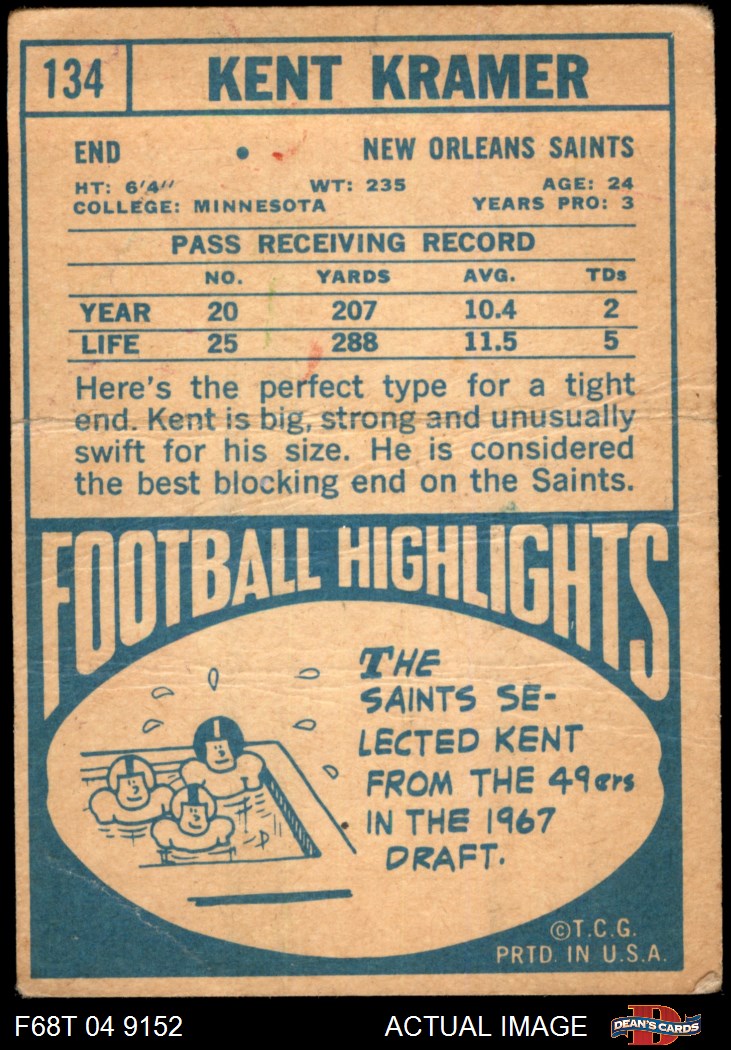 134 KENT KRAMER
END • NEW ORLEANS SAINTS
HT: 6'4" WT: 235 AGE: 24
COLLEGE: MINNESOTA YEARS PRO: 3
PASS RECEIVING RECORD
NO. YARDS AVG. TDs
YEAR 20 207 10.4 2
LIFE 25 288 11.5 5
Here's the perfect type for a tight
end. Kent is big, strong and unusually
swift for his size. He is considered
the best blocking end on the Saints.
FOOTBALL HIGHLIGHTS
THE
SAINTS SE-
LECTED KENT
FROM THE 49ers
IN THE 1967
DRAFT.
©T.C.G.
PRTD. IN U.S.A.
F68T 04 9152 ACTUAL IMAGE D DEAN'S CARDS